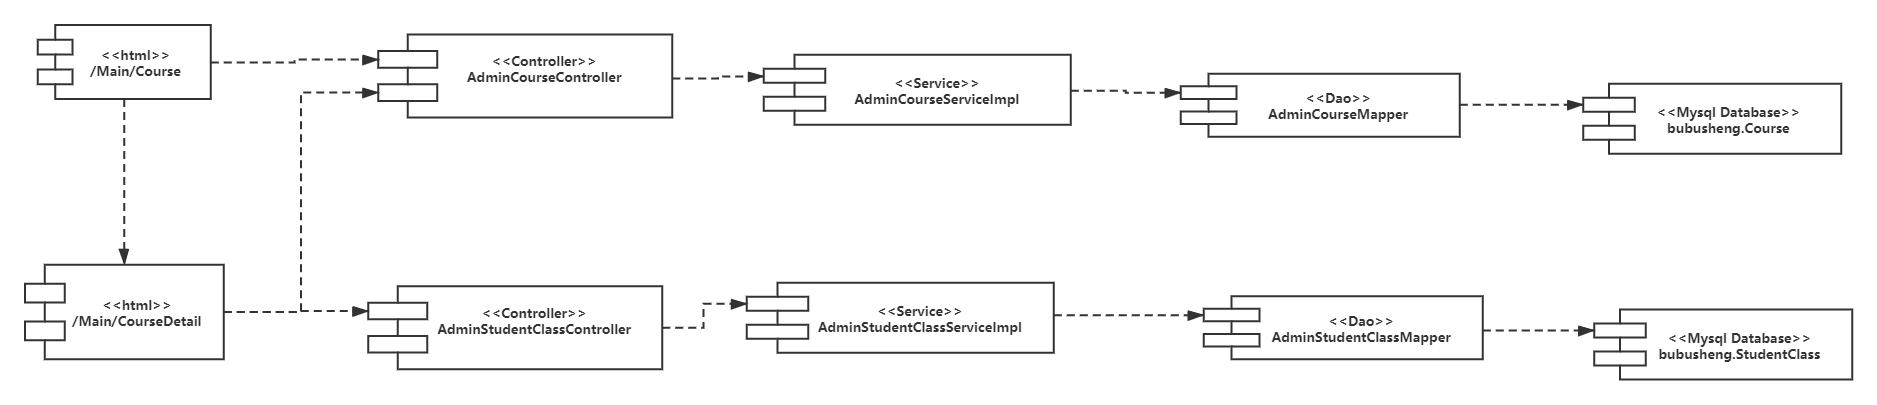 <<html>>
/Main/Course
<<Controller>>
AdminCourseController
<<Service>>
AdminCourseServiceImpl
<<Dao>>
AdminCourseMapper
<<Mysql Database>>
bubusheng.Course
<<html>>
/Main/CourseDetail
<<Controller>>
AdminStudentClassController
<<Service>>
AdminStudentClassServiceImpl
<<Dao>>
AdminStudentClassMapper
<<Mysql Database>>
bubusheng.StudentClass